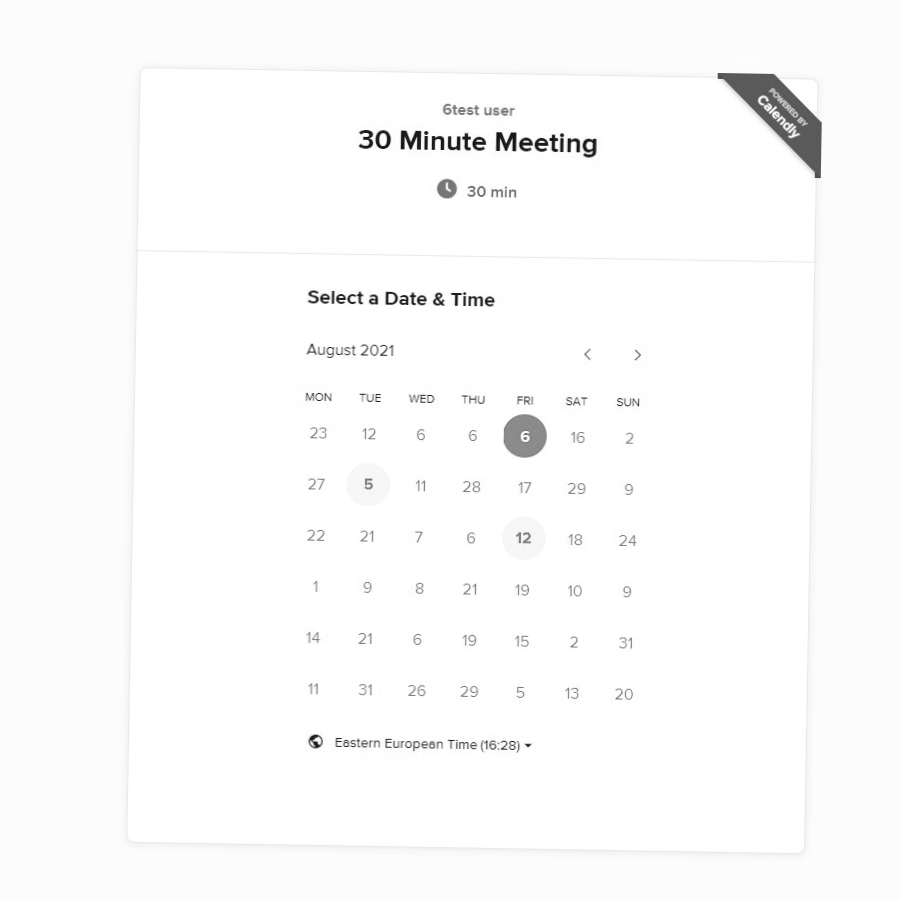 POWERED BY
Calendly
6test user
30 Minute Meeting
30 min
Select a Date & Time
August 2021
MON TUE WED THU FRI SAT SUN
23 12 6 6 6 16 2
27 5 11 28 17 29 9
22 21 7 6 12 18 24
1 9 8 21 19 10 9
14 21 6 19 15 2 31
11 31 26 29 5 13 20
Eastern European Time (16:28)